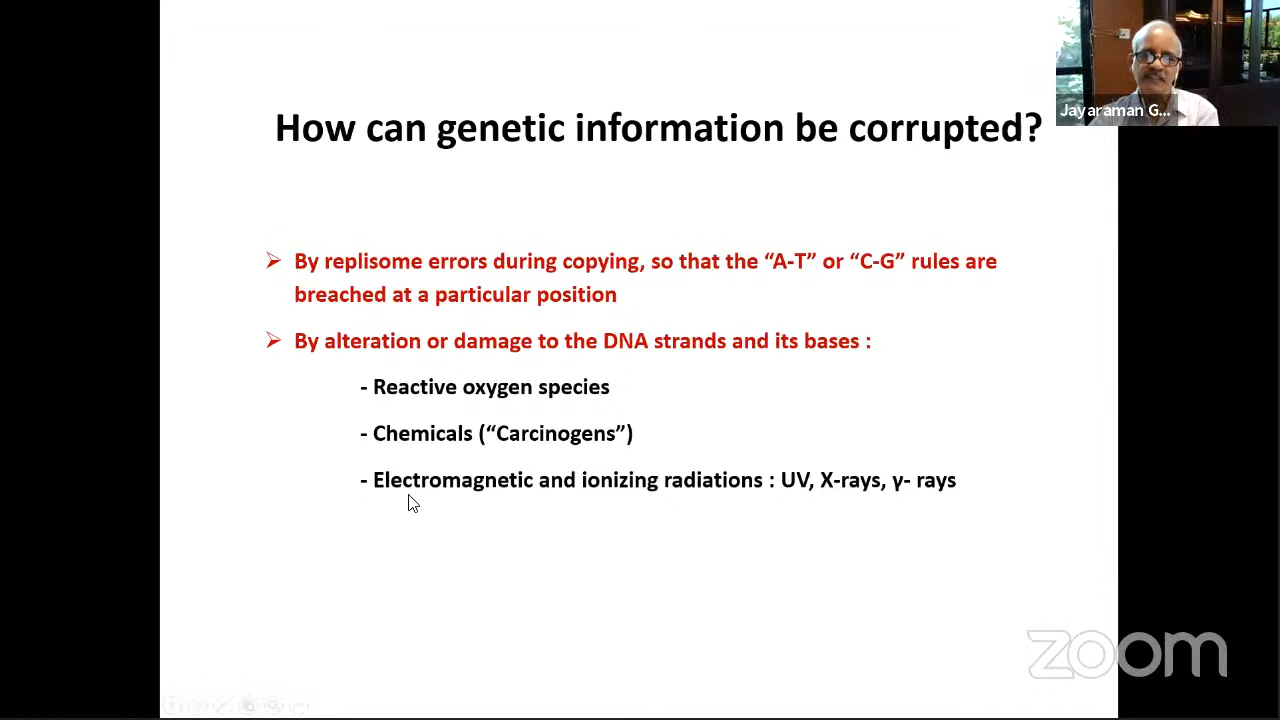 Jayaraman G...
How can genetic information be corrupted?
➢ By replisome errors during copying, so that the “A-T” or “C-G” rules are
breached at a particular position
➢ By alteration or damage to the DNA strands and its bases :
- Reactive oxygen species
- Chemicals (“Carcinogens”)
- Electromagnetic and ionizing radiations : UV, X-rays, γ- rays
zoom